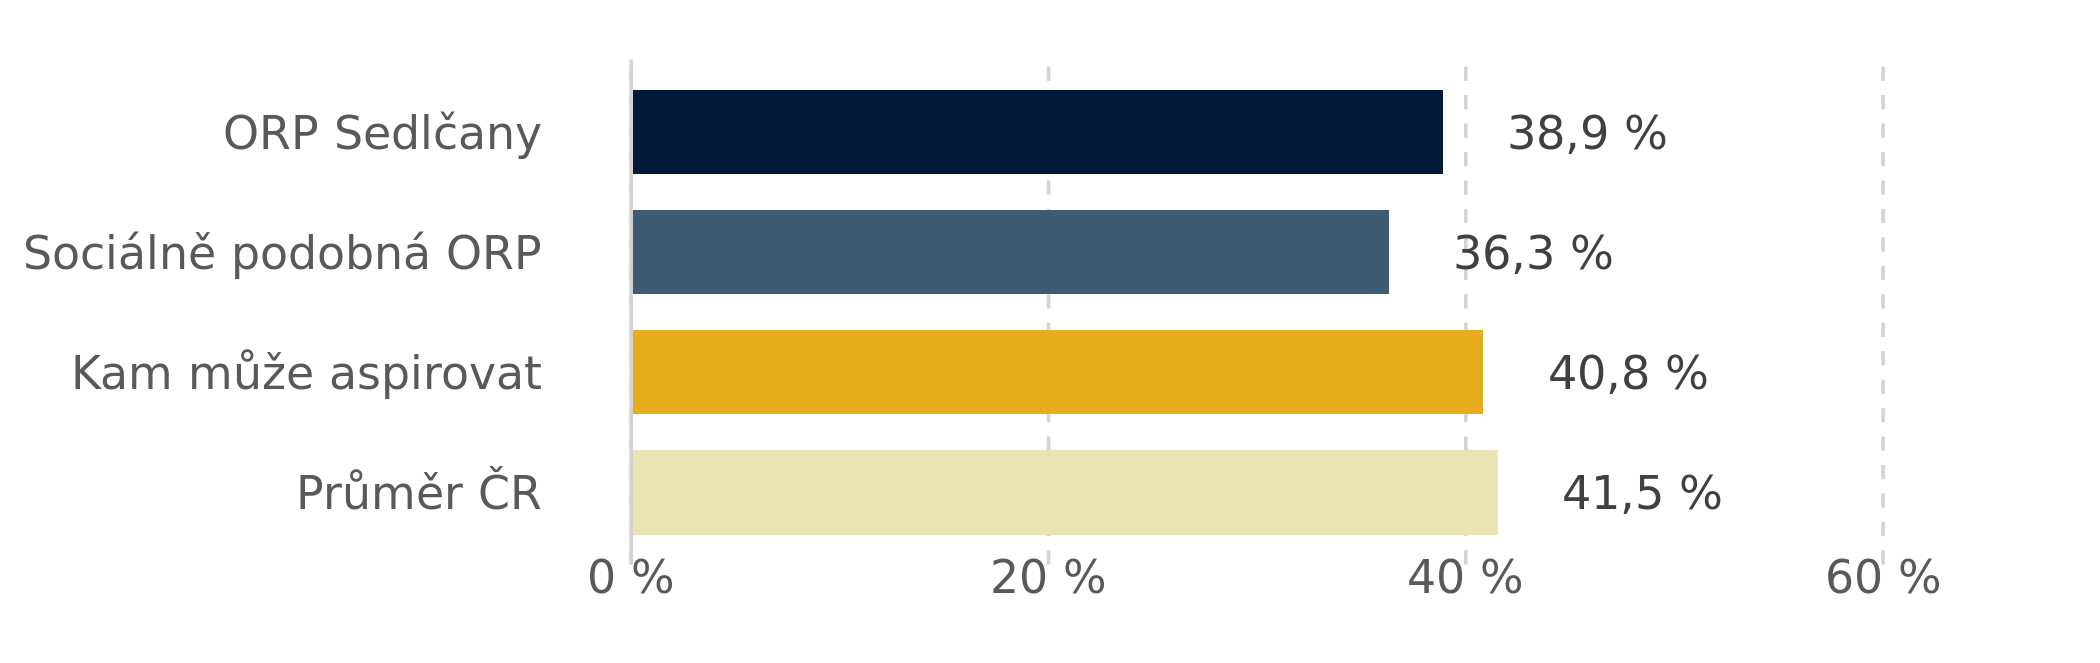 ORP Sedlčany
38,9 %
Sociálně podobná ORP
36,3 %
Kam může aspirovat
40,8 %
Průměr ČR
41,5 %
0 %
20 %
40 %
60 %